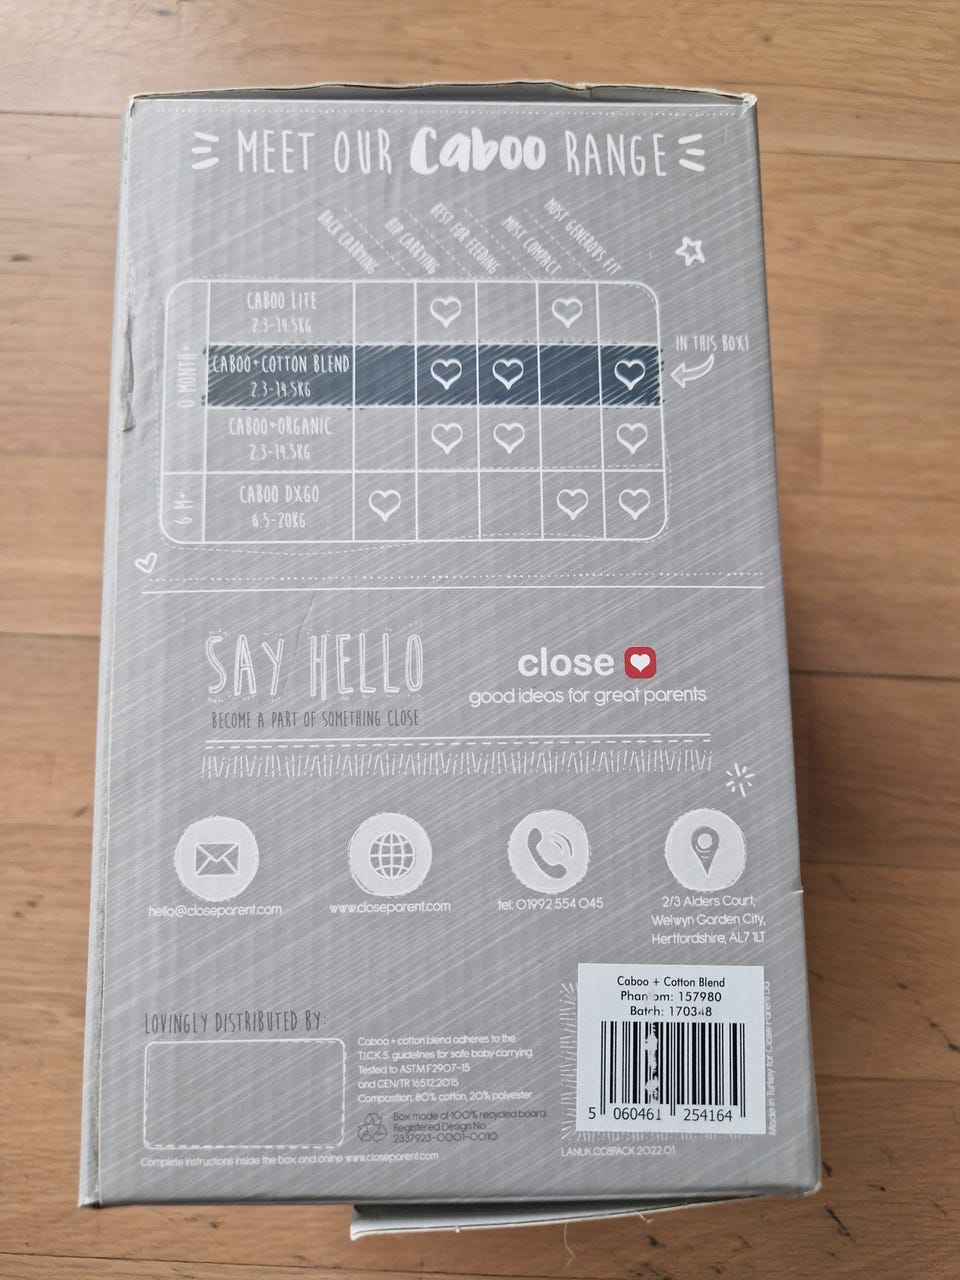 MEET OUR Caboo RANGE
BACK CARRYING
HIP CARRYING
BEST FOR FEEDING
MOST COMPACT
MOST GENEROUS FIT
0 MONTH+
CABOO LITE
2.3-14.5KG
CABOO+COTTON BLEND
2.3-14.5KG
IN THIS BOX!
CABOO+ORGANIC
2.3-14.5KG
6 M+
CABOO DXGO
6.5-20KG
SAY HELLO
BECOME A PART OF SOMETHING CLOSE
close
good ideas for great parents
hello@closeparent.com
www.closeparent.com
tel: 01992 554 045
2/3 Alders Court,
Welwyn Garden City,
Hertfordshire, AL7 1LT
LOVINGLY DISTRIBUTED BY:
Caboo + cotton blend adheres to the
T.I.C.K.S. guidelines for safe baby carrying.
Tested to ASTM F2907-15
and CEN/TR 16512:2015
Composition: 80% cotton, 20% polyester
Box made of 100% recycled board.
Registered Design No.:
2337923-0001-0010
Complete instructions inside the box and online www.closeparent.com
Caboo + Cotton Blend
Phantom: 157980
Batch: 170348
5 060461 254164
Made in Turkey for Close Parent Ltd
LANUK.CCBPACK 2022.01